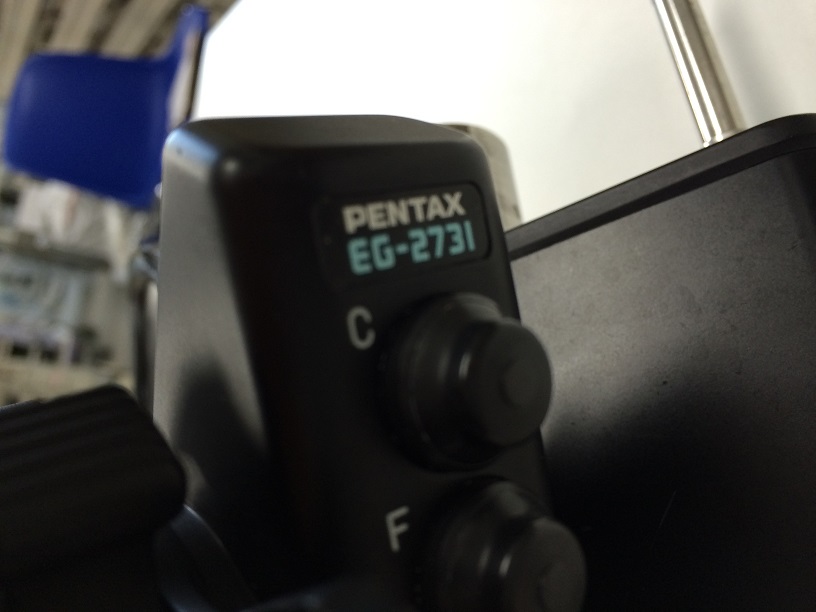 PENTAX
EG-2731
C
F